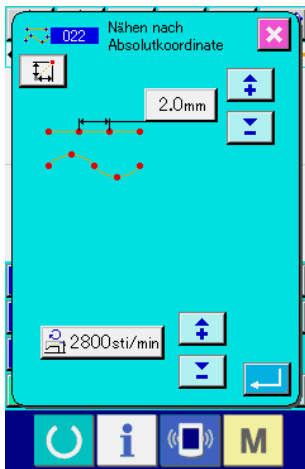 022
Nähen nach
Absolutkoordinate
2.0mm
2800sti/min
i
M